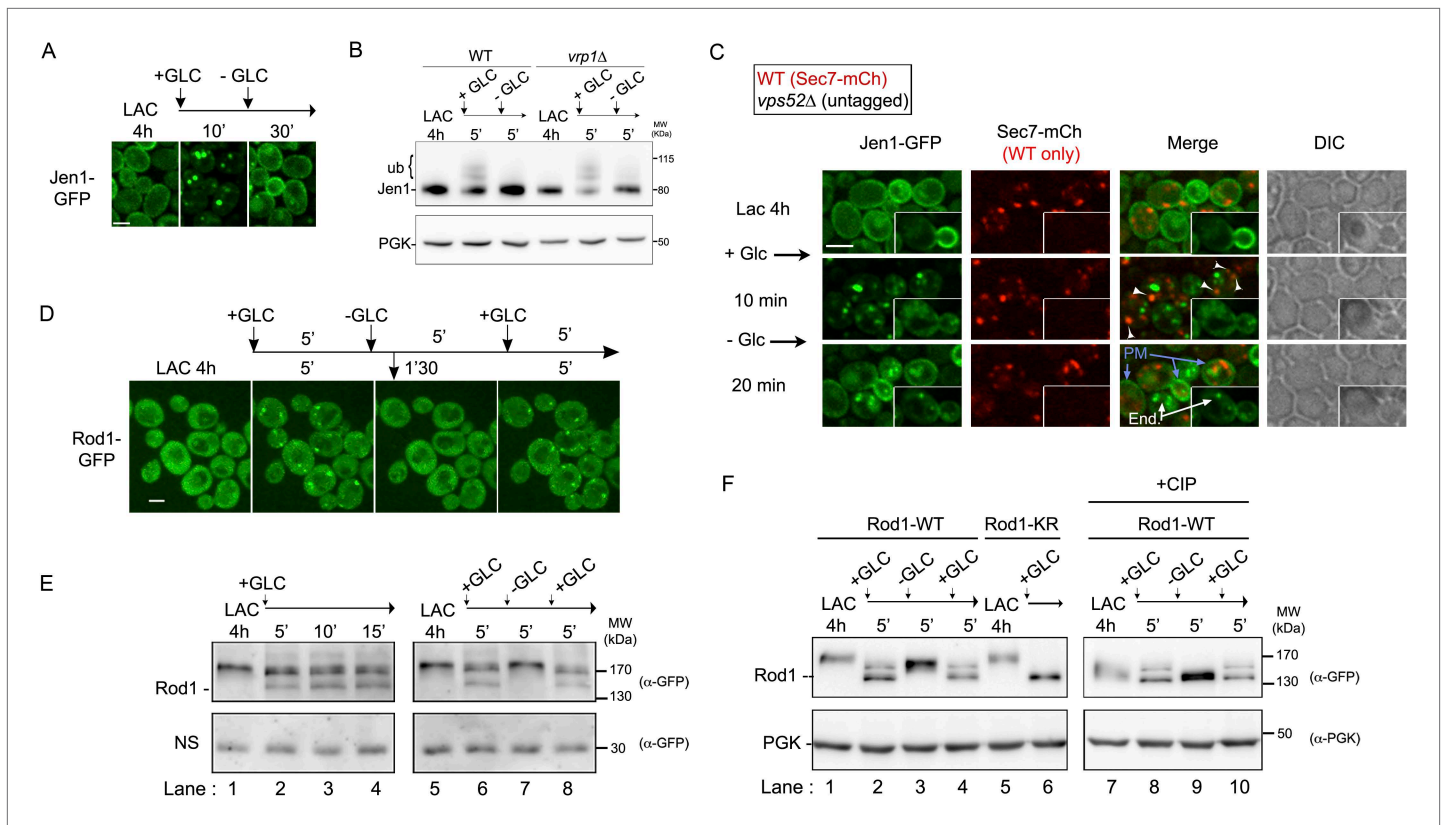 A
+GLC - GLC
LAC
4h 10' 30'
Jen1-
GFP
B
WT vrp1Δ
+ GLC - GLC + GLC - GLC
LAC LAC
4h 5' 5' 4h 5' 5'
MW
(KDa)
ub
115
Jen1
80
PGK
50
C
WT (Sec7-mCh)
vps52Δ (untagged)
Jen1-GFP Sec7-mCh Merge DIC
(WT only)
Lac 4h
+ Glc
10 min
- Glc
20 min
PM
End.
D
+GLC -GLC +GLC
5' 5' 5'
LAC 4h 5' 1'30 5'
Rod1-
GFP
E
+GLC +GLC -GLC +GLC
LAC LAC
4h 5' 10' 15' 4h 5' 5' 5'
MW
(kDa)
170
Rod1 -
(α-GFP)
130
NS
30 (α-GFP)
Lane : 1 2 3 4 5 6 7 8
F
+CIP
Rod1-WT Rod1-KR Rod1-WT
+GLC -GLC +GLC +GLC +GLC -GLC +GLC
LAC LAC LAC
4h 5' 5' 5' 4h 4h 5' 5' 5'
MW
(kDa)
170
Rod1 --
130 (α-GFP)
PGK -
50 (α-PGK)
Lane : 1 2 3 4 5 6 7 8 9 10